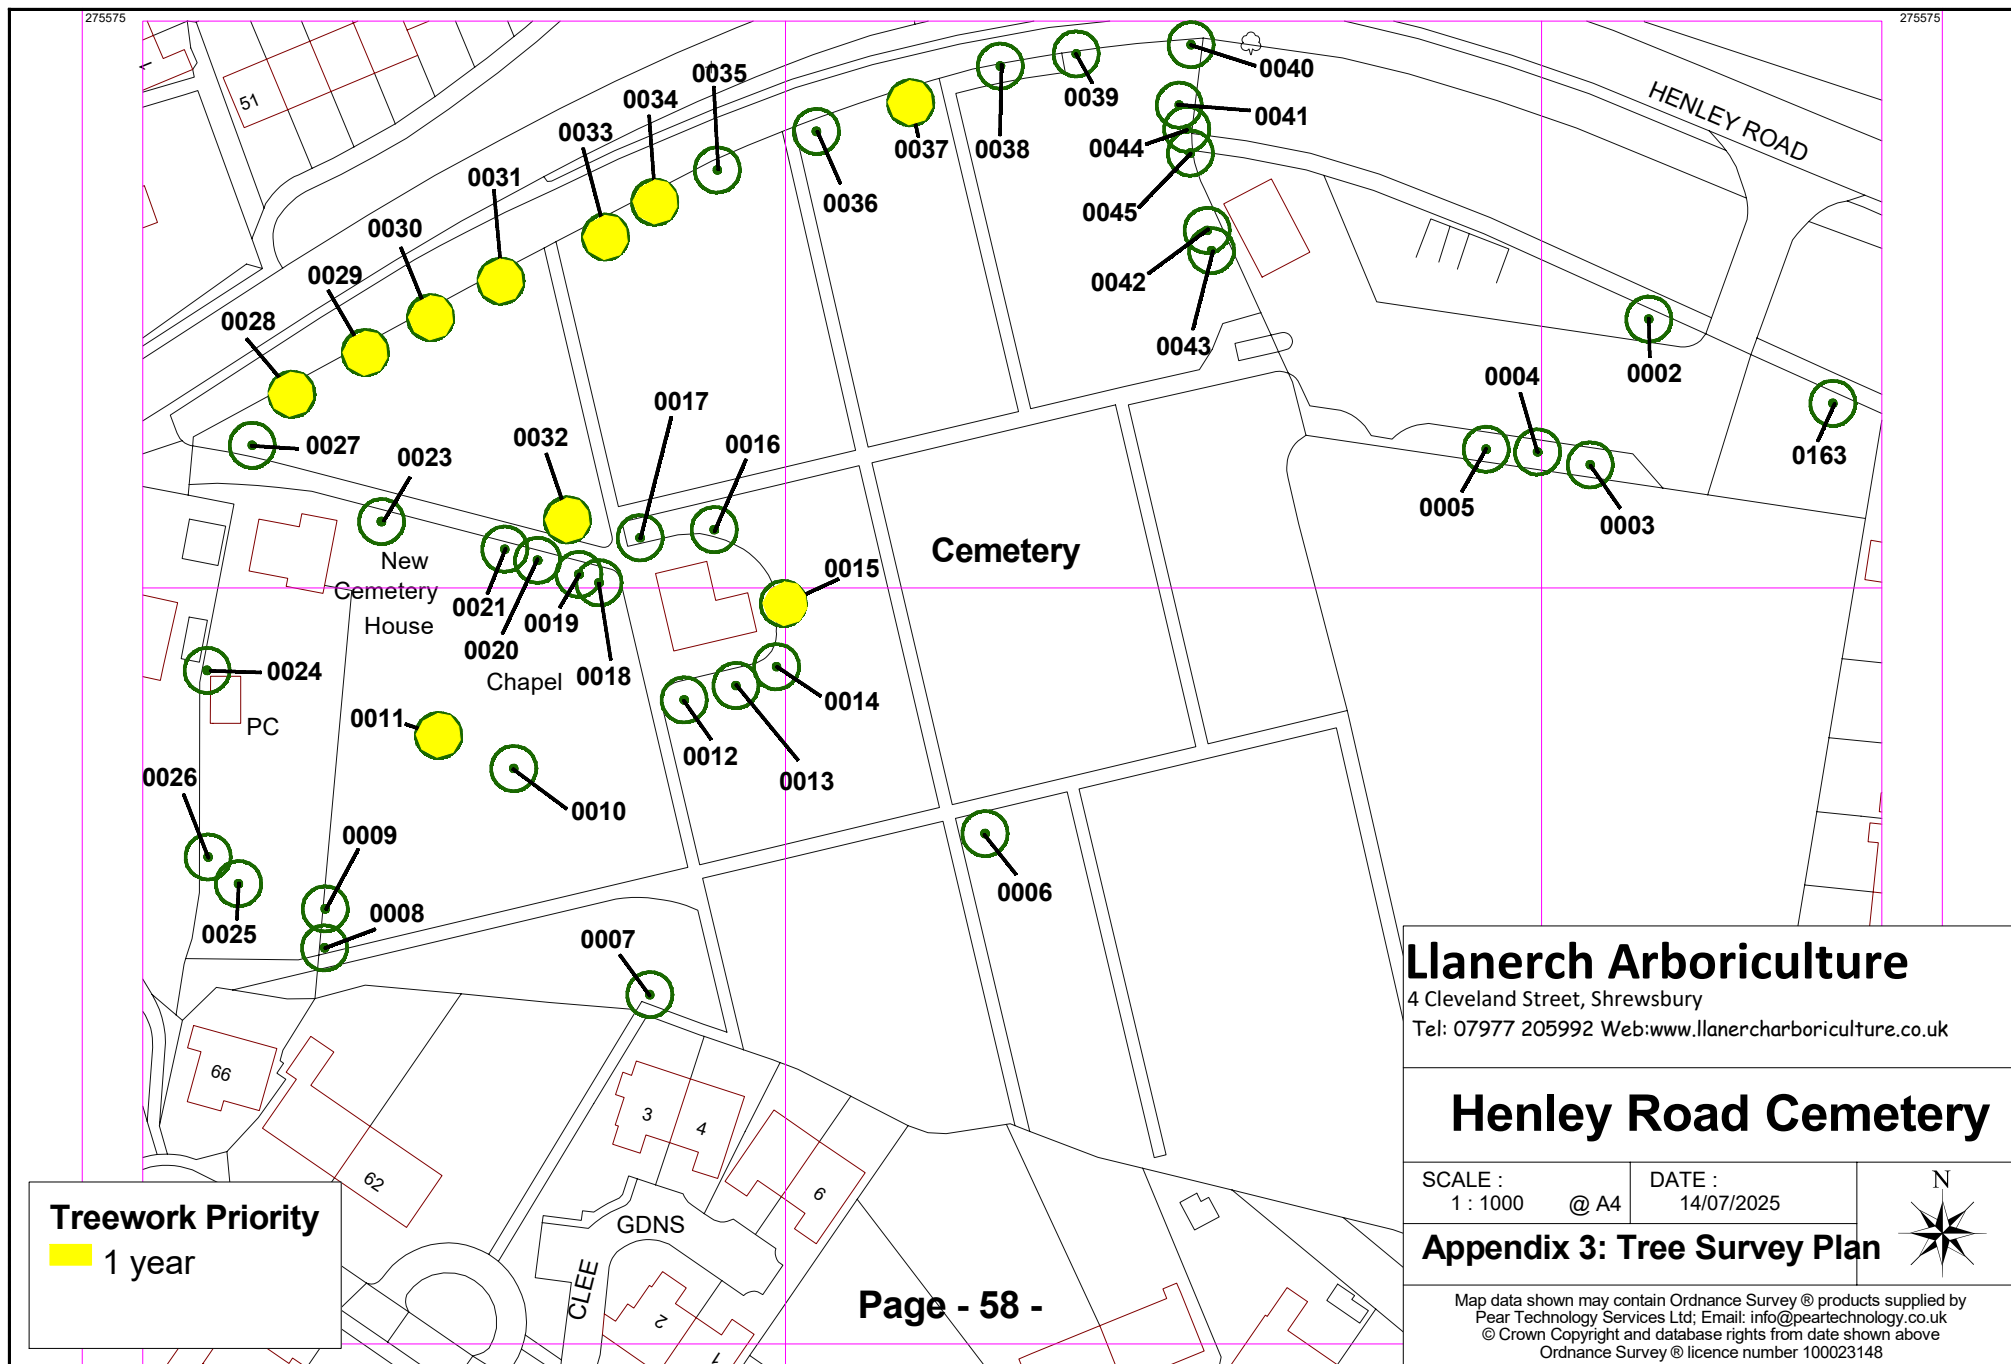 275575
275575
51
0035
0034
0033
0031
0030
0029
0028
0027
0023
0032
0017
0016
0036
0037
0038
0039
0040
0041
0044
0045
0042
0043
HENLEY ROAD
0002
0004
0005
0003
0163
Cemetery
0015
New
Cemetery
House
0021
0020
0019
0018
Chapel
0024
PC
0011
0010
0012
0013
0014
0026
0025
0009
0008
0007
0006
66
62
3
4
6
2
1
GDNS
CLEE
Treework Priority
1 year
Page - 58 -
Llanerch Arboriculture
4 Cleveland Street, Shrewsbury
Tel: 07977 205992 Web:www.llanercharboriculture.co.uk
Henley Road Cemetery
SCALE :
1 : 1000 @ A4
DATE :
14/07/2025
N
Appendix 3: Tree Survey Plan
Map data shown may contain Ordnance Survey ® products supplied by
Pear Technology Services Ltd; Email: info@peartechnology.co.uk
© Crown Copyright and database rights from date shown above
Ordnance Survey ® licence number 100023148